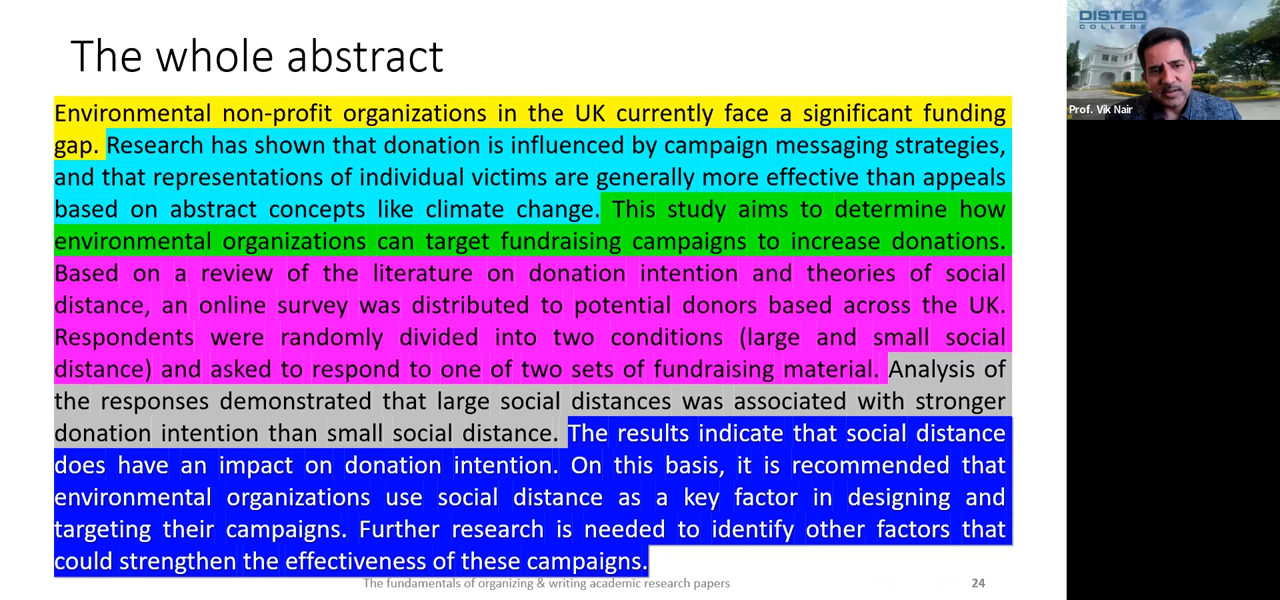 The whole abstract
Environmental non-profit organizations in the UK currently face a significant funding
gap. Research has shown that donation is influenced by campaign messaging strategies,
and that representations of individual victims are generally more effective than appeals
based on abstract concepts like climate change. This study aims to determine how
environmental organizations can target fundraising campaigns to increase donations.
Based on a review of the literature on donation intention and theories of social
distance, an online survey was distributed to potential donors based across the UK.
Respondents were randomly divided into two conditions (large and small social
distance) and asked to respond to one of two sets of fundraising material. Analysis of
the responses demonstrated that large social distances was associated with stronger
donation intention than small social distance. The results indicate that social distance
does have an impact on donation intention. On this basis, it is recommended that
environmental organizations use social distance as a key factor in designing and
targeting their campaigns. Further research is needed to identify other factors that
could strengthen the effectiveness of these campaigns.
The fundamentals of organizing & writing academic research papers
24
DISTED
COLLEGE
Prof. Vik Nair